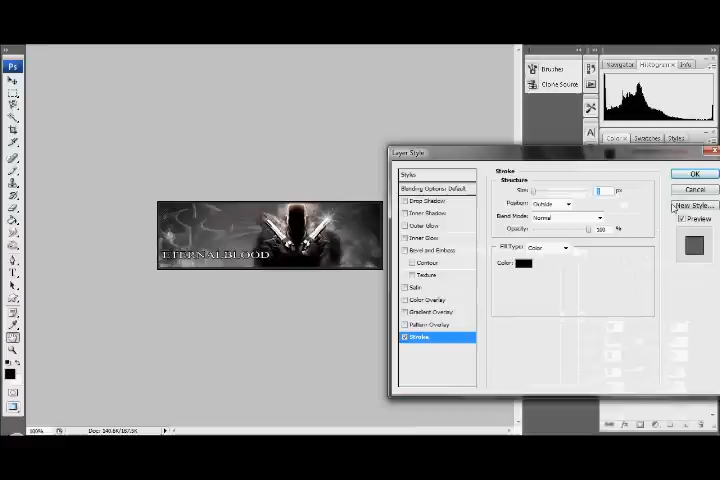 Ps
Brushes
Clone Source
Navigator
Histogram
Info
Color
Swatches
Styles
Layer Style
Styles
Blending Options: Default
Drop Shadow
Inner Shadow
Outer Glow
Inner Glow
Bevel and Emboss
Contour
Texture
Satin
Color Overlay
Gradient Overlay
Pattern Overlay
Stroke
Stroke
Structure
Size:
px
Position: Outside
Blend Mode: Normal
Opacity: 100 %
Fill Type: Color
Color:
OK
Cancel
New Style...
Preview
ETERNALBLOOD
100%